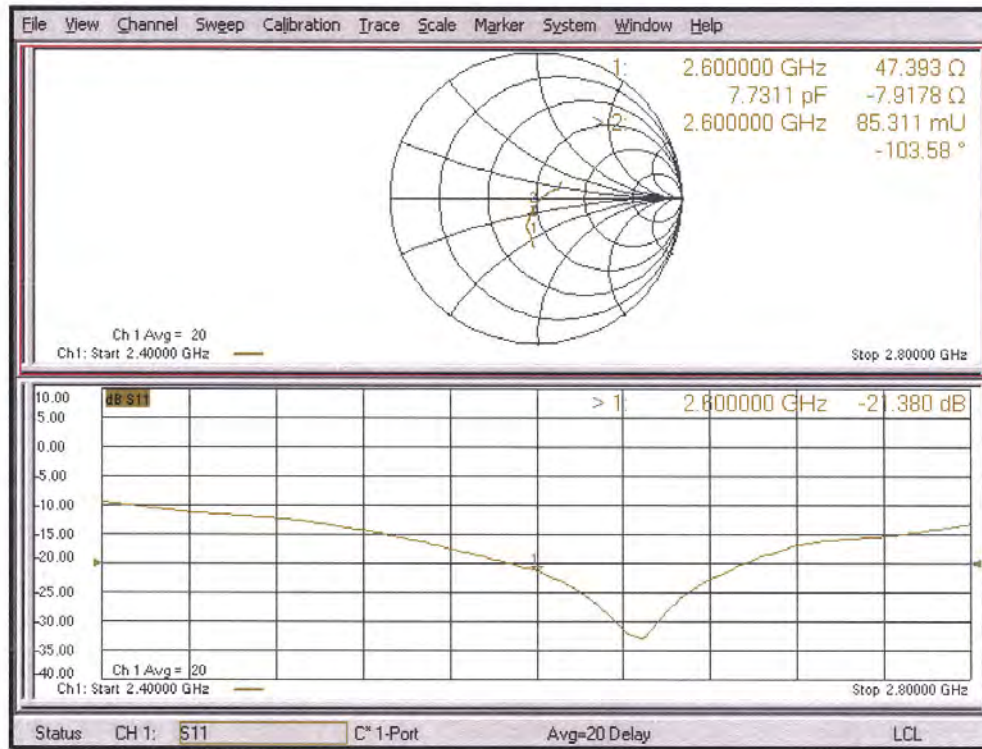 File View Channel Sweep Calibration Trace Scale Marker System Window Help
1: 2.600000 GHz 47.393 Ω
7.7311 pF -7.9178 Ω
> 2: 2.600000 GHz 85.311 mU
-103.58 °
1
Ch 1 Avg = 20
Ch1: Start 2.40000 GHz
Stop 2.80000 GHz
10.00
dB S11
> 1: 2.600000 GHz -21.380 dB
5.00
0.00
-5.00
-10.00
-15.00
-20.00
1
-25.00
-30.00
-35.00
-40.00
Ch 1 Avg = 20
Ch1: Start 2.40000 GHz
Stop 2.80000 GHz
Status CH 1: S11 C* 1-Port Avg=20 Delay LCL